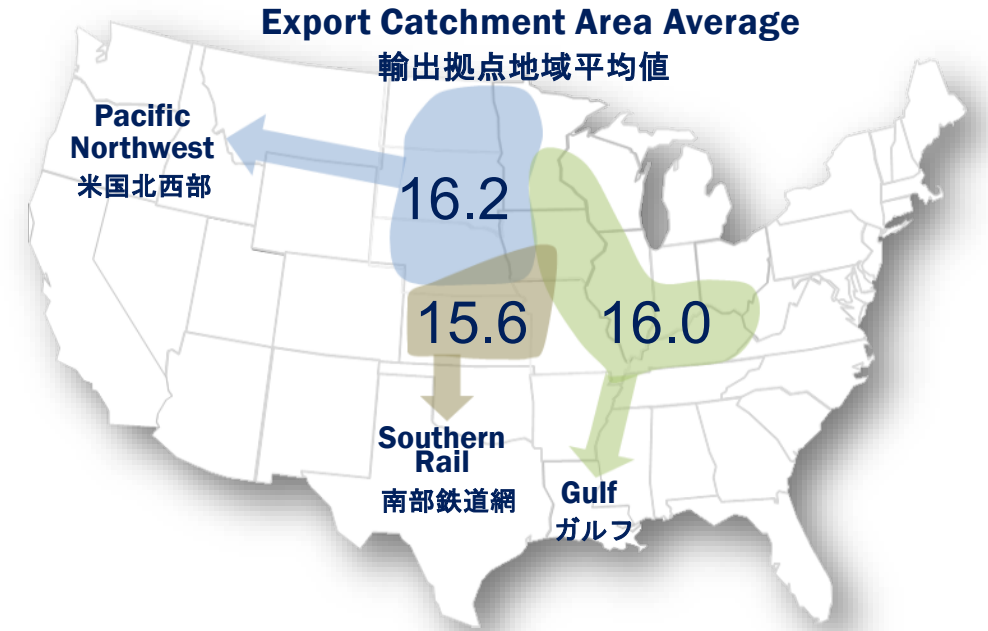 Export Catchment Area Average
輸出拠点地域平均値
Pacific
Northwest
米国北西部
16.2
15.6
16.0
Southern
Rail
南部鉄道網
Gulf
ガルフ